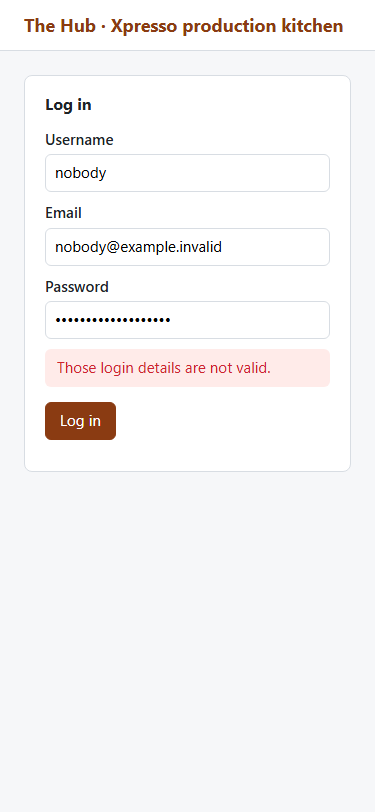 The Hub · Xpresso production kitchen
Log in
Username
nobody
Email
nobody@example.invalid
Password
•••••••••••••••••••
Those login details are not valid.
Log in